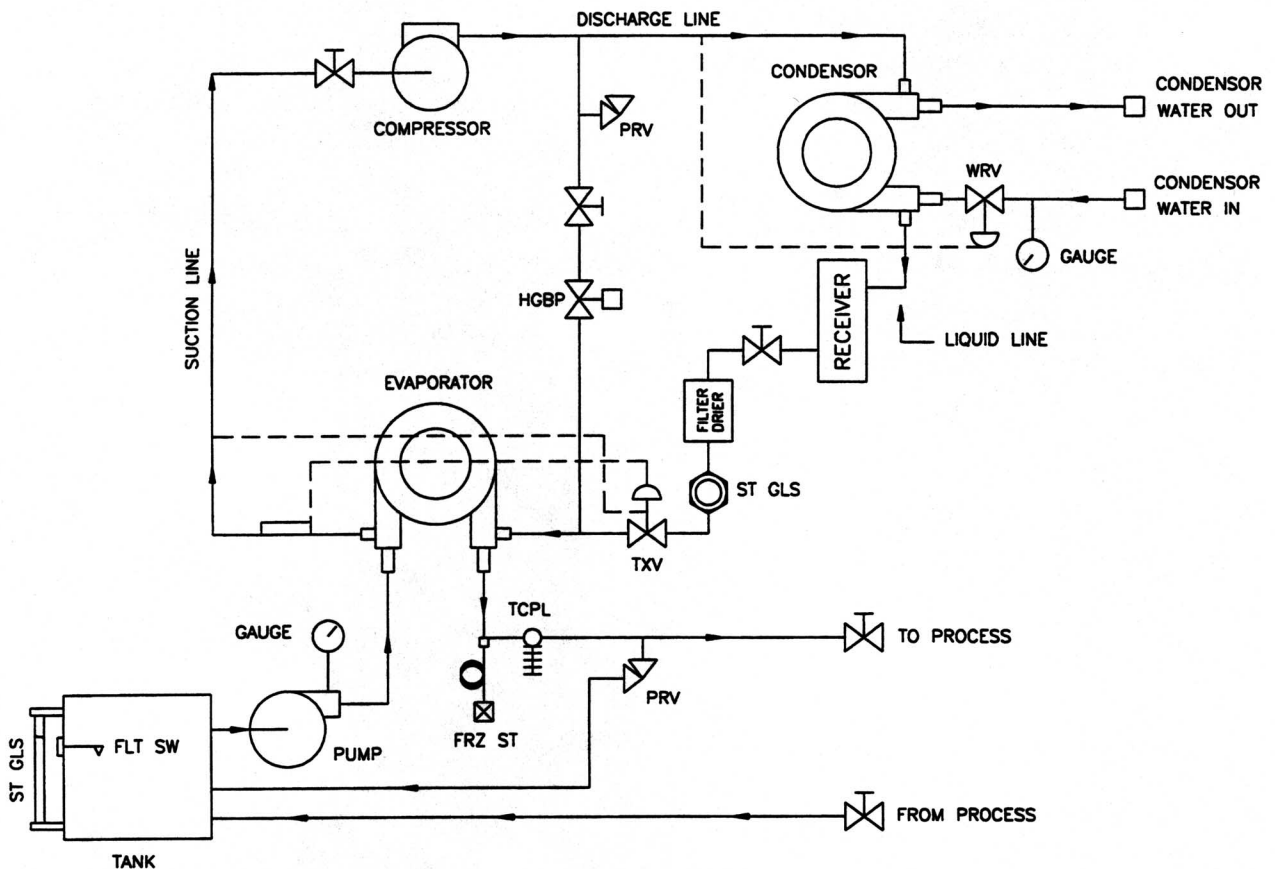 DISCHARGE LINE
COMPRESSOR
PRV
CONDENSOR
CONDENSOR
WATER OUT
WRV
CONDENSOR
WATER IN
GAUGE
SUCTION LINE
HGBP
RECEIVER
LIQUID LINE
EVAPORATOR
FILTER
DRIER
ST GLS
TXV
GAUGE
TCPL
TO PROCESS
PRV
FRZ ST
PUMP
ST GLS
FLT SW
FROM PROCESS
TANK